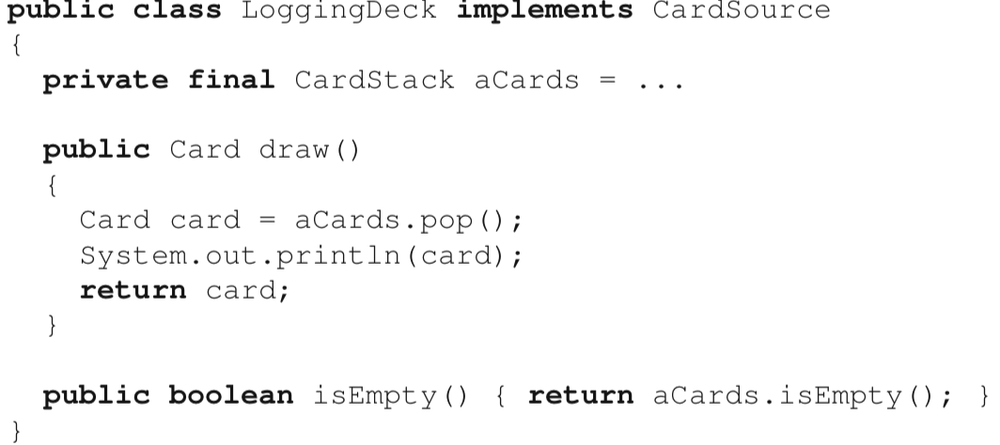 public class LoggingDeck implements CardSource
{
  private final CardStack aCards = ...

  public Card draw()
  {
    Card card = aCards.pop();
    System.out.println(card);
    return card;
  }

  public boolean isEmpty() { return aCards.isEmpty(); }
}